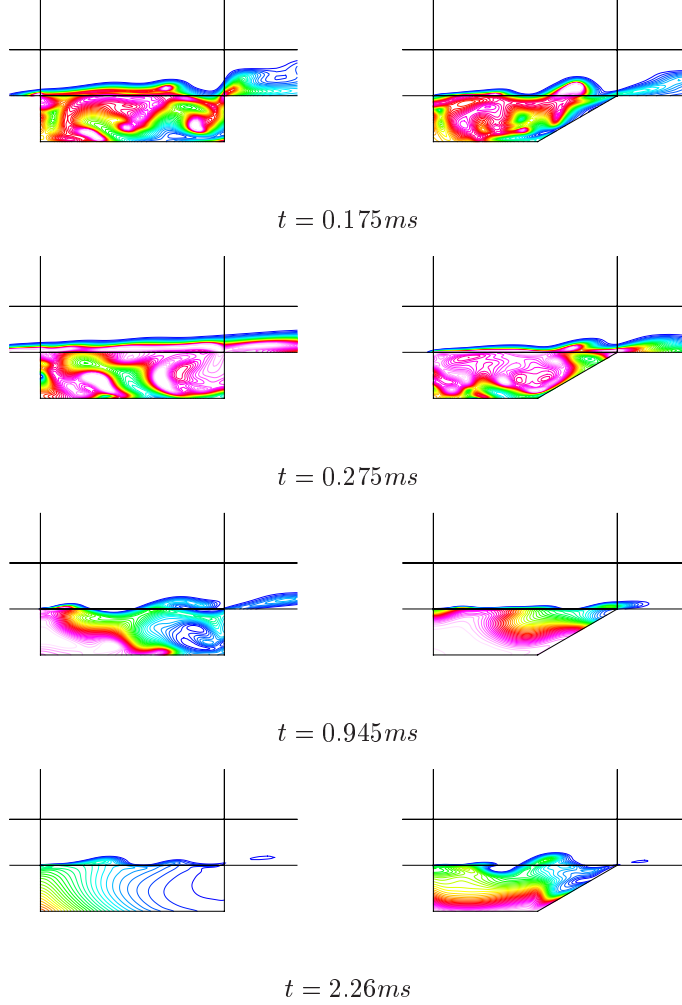 t = 0.175ms
t = 0.275ms
t = 0.945ms
t = 2.26ms